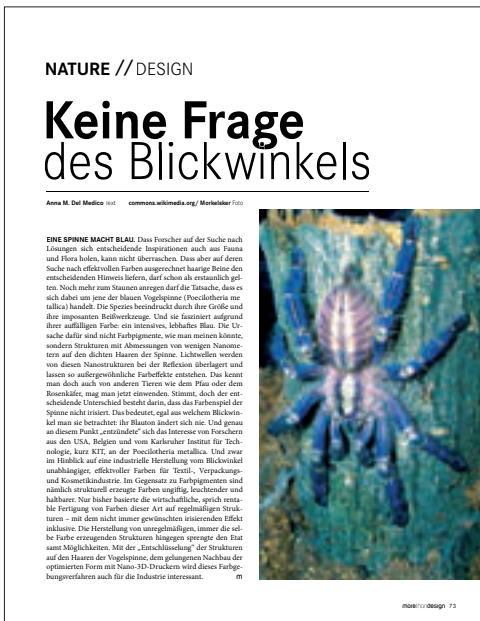 NATURE // DESIGN
Keine Frage
des Blickwinkels
Anna M. Del Medico text commons.wikimedia.org/ Morkelsker Foto
EINE SPINNE MACHT BLAU. Dass Forscher auf der Suche nach
Lösungen sich entscheidende Inspirationen auch aus Fauna
und Flora holen, kann nicht überraschen. Dass aber auf deren
Suche nach effektvollen Farben ausgerechnet haarige Beine den
entscheidenden Hinweis liefern, darf schon als erstaunlich gel-
ten. Noch mehr zum Staunen anregen darf die Tatsache, dass es
sich dabei um jene der blauen Vogelspinne (Poecilotheria me
tallica) handelt. Die Spezies beeindruckt durch ihre Größe und
ihre imposanten Beißwerkzeuge. Und sie fasziniert aufgrund
ihrer auffälligen Farbe: ein intensives, lebhaftes Blau. Die Ur-
sache dafür sind nicht Farbpigmente, wie man meinen könnte,
sondern Strukturen mit Abmessungen von wenigen Nanome-
tern auf den dichten Haaren der Spinne. Lichtwellen werden
von diesen Nanostrukturen bei der Reflexion überlagert und
lassen so außergewöhnliche Farbeffekte entstehen. Das kennt
man doch auch von anderen Tieren wie dem Pfau oder dem
Rosenkäfer, mag man jetzt einwenden. Stimmt, doch der ent-
scheidende Unterschied besteht darin, dass das Farbenspiel der
Spinne nicht irisiert. Das bedeutet, egal aus welchem Blickwin-
kel man sie betrachtet: ihr Blauton ändert sich nie. Und genau
an diesem Punkt „entzündete" sich das Interesse von Forschern
aus den USA, Belgien und vom Karlsruher Institut für Tech-
nologie, kurz KIT, an der Poecilotheria metallica. Und zwar
im Hinblick auf eine industrielle Herstellung vom Blickwinkel
unabhängiger, effektvoller Farben für Textil-, Verpackungs-
und Kosmetikindustrie. Im Gegensatz zu Farbpigmenten sind
nämlich strukturell erzeugte Farben ungiftig, leuchtender und
haltbarer. Nur bisher basierte die wirtschaftliche, sprich renta-
ble Fertigung von Farben dieser Art auf regelmäßigen Struk-
turen – mit dem nicht immer gewünschten irisierenden Effekt
inklusive. Die Herstellung von unregelmäßigen, immer die sel-
be Farbe erzeugenden Strukturen hingegen sprengte den Etat
samt Möglichkeiten. Mit der „Entschlüsselung" der Strukturen
auf den Haaren der Vogelspinne, dem gelungenen Nachbau der
optimierten Form mit Nano-3D-Druckern wird dieses Farbge-
bungsverfahren auch für die Industrie interessant. m
morethandesign 73